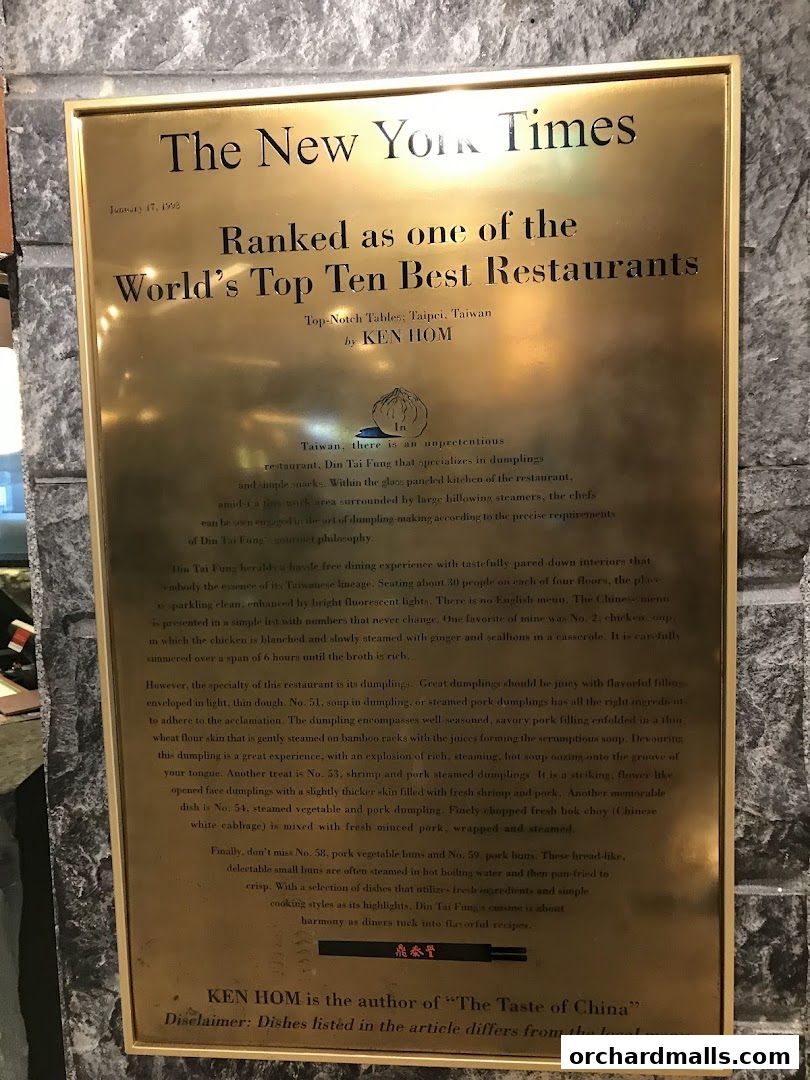 The New York Times
January 17, 1993
Ranked as one of the
World's Top Ten Best Restaurants
Top-Notch Tables; Taipei, Taiwan
by KEN HOM
In
Taiwan, there is an unpretentious
restaurant, Din Tai Fung that specializes in dumplings
and simple snacks. Within the glass paneled kitchen of the restaurant,
amidst a tiny work area surrounded by large billowing steamers, the chefs
can be seen engaged in the art of dumpling-making according to the precise requirements
of Din Tai Fung's gourmet philosophy.
Din Tai Fung heralds a hassle free dining experience with tastefully pared down interiors that
embody the essence of its Taiwanese lineage. Seating about 30 people on each of four floors, the place
is sparkling clean, enhanced by bright fluorescent lights. There is no English menu. The Chinese menu
is presented in a simple list with numbers that never change. One favorite of mine was No. 2, chicken soup,
in which the chicken is blanched and slowly steamed with ginger and scallions in a casserole. It is carefully
simmered over a span of 6 hours until the broth is rich.
However, the specialty of this restaurant is its dumplings. Great dumplings should be juicy with flavorful filling
enveloped in light, thin dough. No. 51, soup in dumpling, or steamed pork dumplings has all the right ingredients
to adhere to the acclamation. The dumpling encompasses well-seasoned, savory pork filling enfolded in a thin
wheat flour skin that is gently steamed on bamboo racks with the juices forming the scrumptious soup. Devouring
this dumpling is a great experience, with an explosion of rich, steaming, hot soup oozing onto the groove of
your tongue. Another treat is No. 53, shrimp and pork steamed dumplings. It is a striking, flower like
opened face dumplings with a slightly thicker skin filled with fresh shrimp and pork. Another memorable
dish is No. 54, steamed vegetable and pork dumpling. Finely chopped fresh bok choy (Chinese
white cabbage) is mixed with fresh minced pork, wrapped and steamed.
Finally, don't miss No. 58, pork vegetable buns and No. 59, pork buns. These bread-like,
delectable small buns are often steamed in hot boiling water and then pan-fried to
crisp. With a selection of dishes that utilizes fresh ingredients and simple
cooking styles as its highlights, Din Tai Fung's cuisine is about
harmony as diners tuck into flavorful recipes.
鼎泰豐
KEN HOM is the author of "The Taste of China"
Disclaimer: Dishes listed in the article differs from the local menu
orchardmalls.com